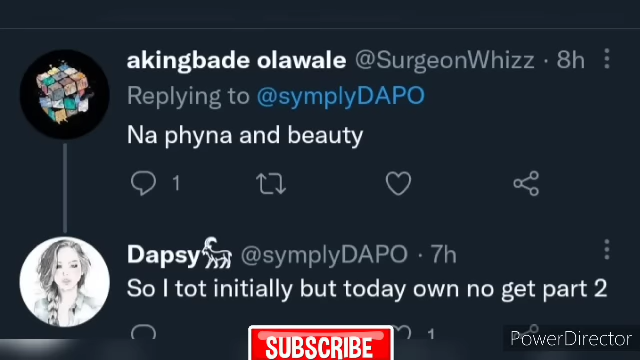 akingbade olawale @SurgeonWhizz · 8h
Replying to @symplyDAPO
Na phyna and beauty
1
Dapsy🐐 @symplyDAPO · 7h
So I tot initially but today own no get part 2
1
SUBSCRIBE
PowerDirector